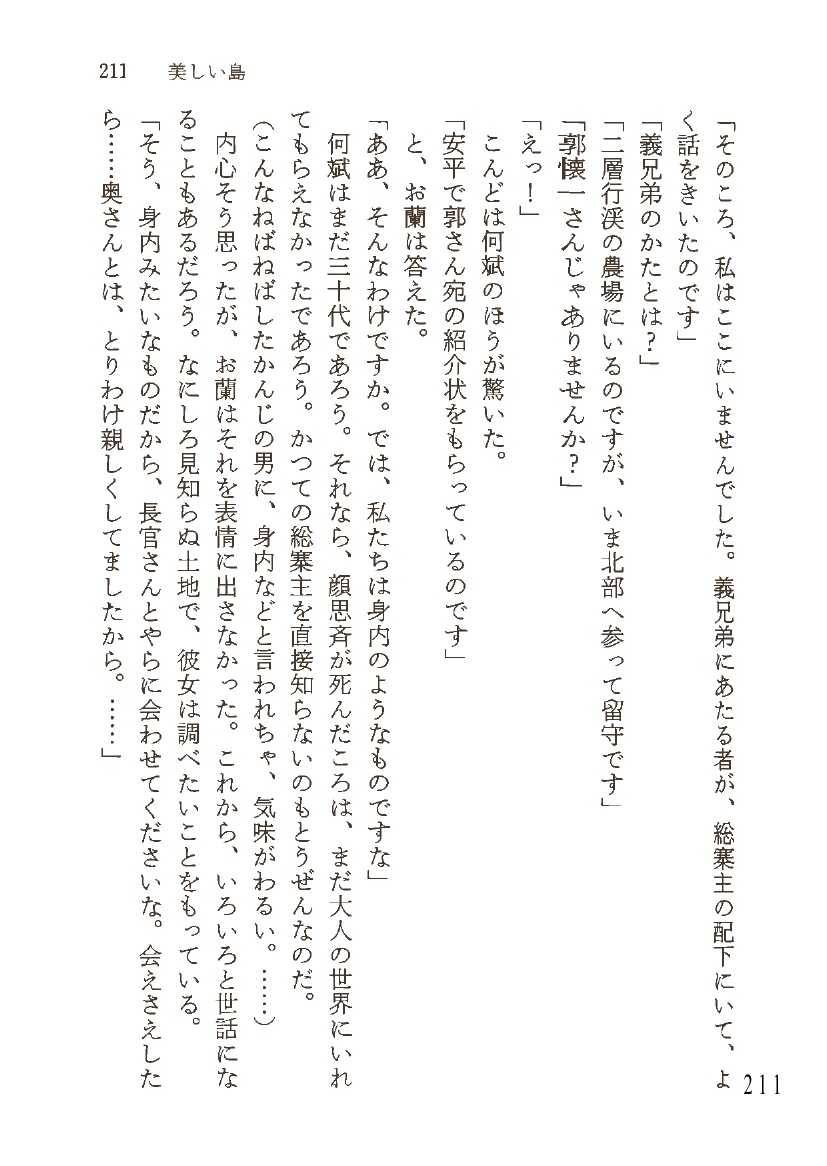 211　美しい島
「そのころ、私はここにいませんでした。義兄弟にあたる者が、総寨主の配下にいて、よ
く話をきいたのです」
「義兄弟のかたとは？」
「二層行渓の農場にいるのですが、いま北部へ参って留守です」
「郭懐一さんじゃありませんか？」
「えっ！」
こんどは何斌のほうが驚いた。
「安平で郭さん宛の紹介状をもらっているのです」
と、お蘭は答えた。
「ああ、そんなわけですか。では、私たちは身内のようなものですな」
何斌はまだ三十代であろう。それなら、顔思斉が死んだころは、まだ大人の世界にいれ
てもらえなかったであろう。かつての総寨主を直接知らないのもとうぜんなのだ。
（こんなねばねばしたかんじの男に、身内などと言われちゃ、気味がわるい。……）
内心そう思ったが、お蘭はそれを表情に出さなかった。これから、いろいろと世話にな
ることもあるだろう。なにしろ見知らぬ土地で、彼女は調べたいことをもっている。
「そう、身内みたいなものだから、長官さんとやらに会わせてくださいな。会えさえした
ら……奥さんとは、とりわけ親しくしてましたから。……」
211